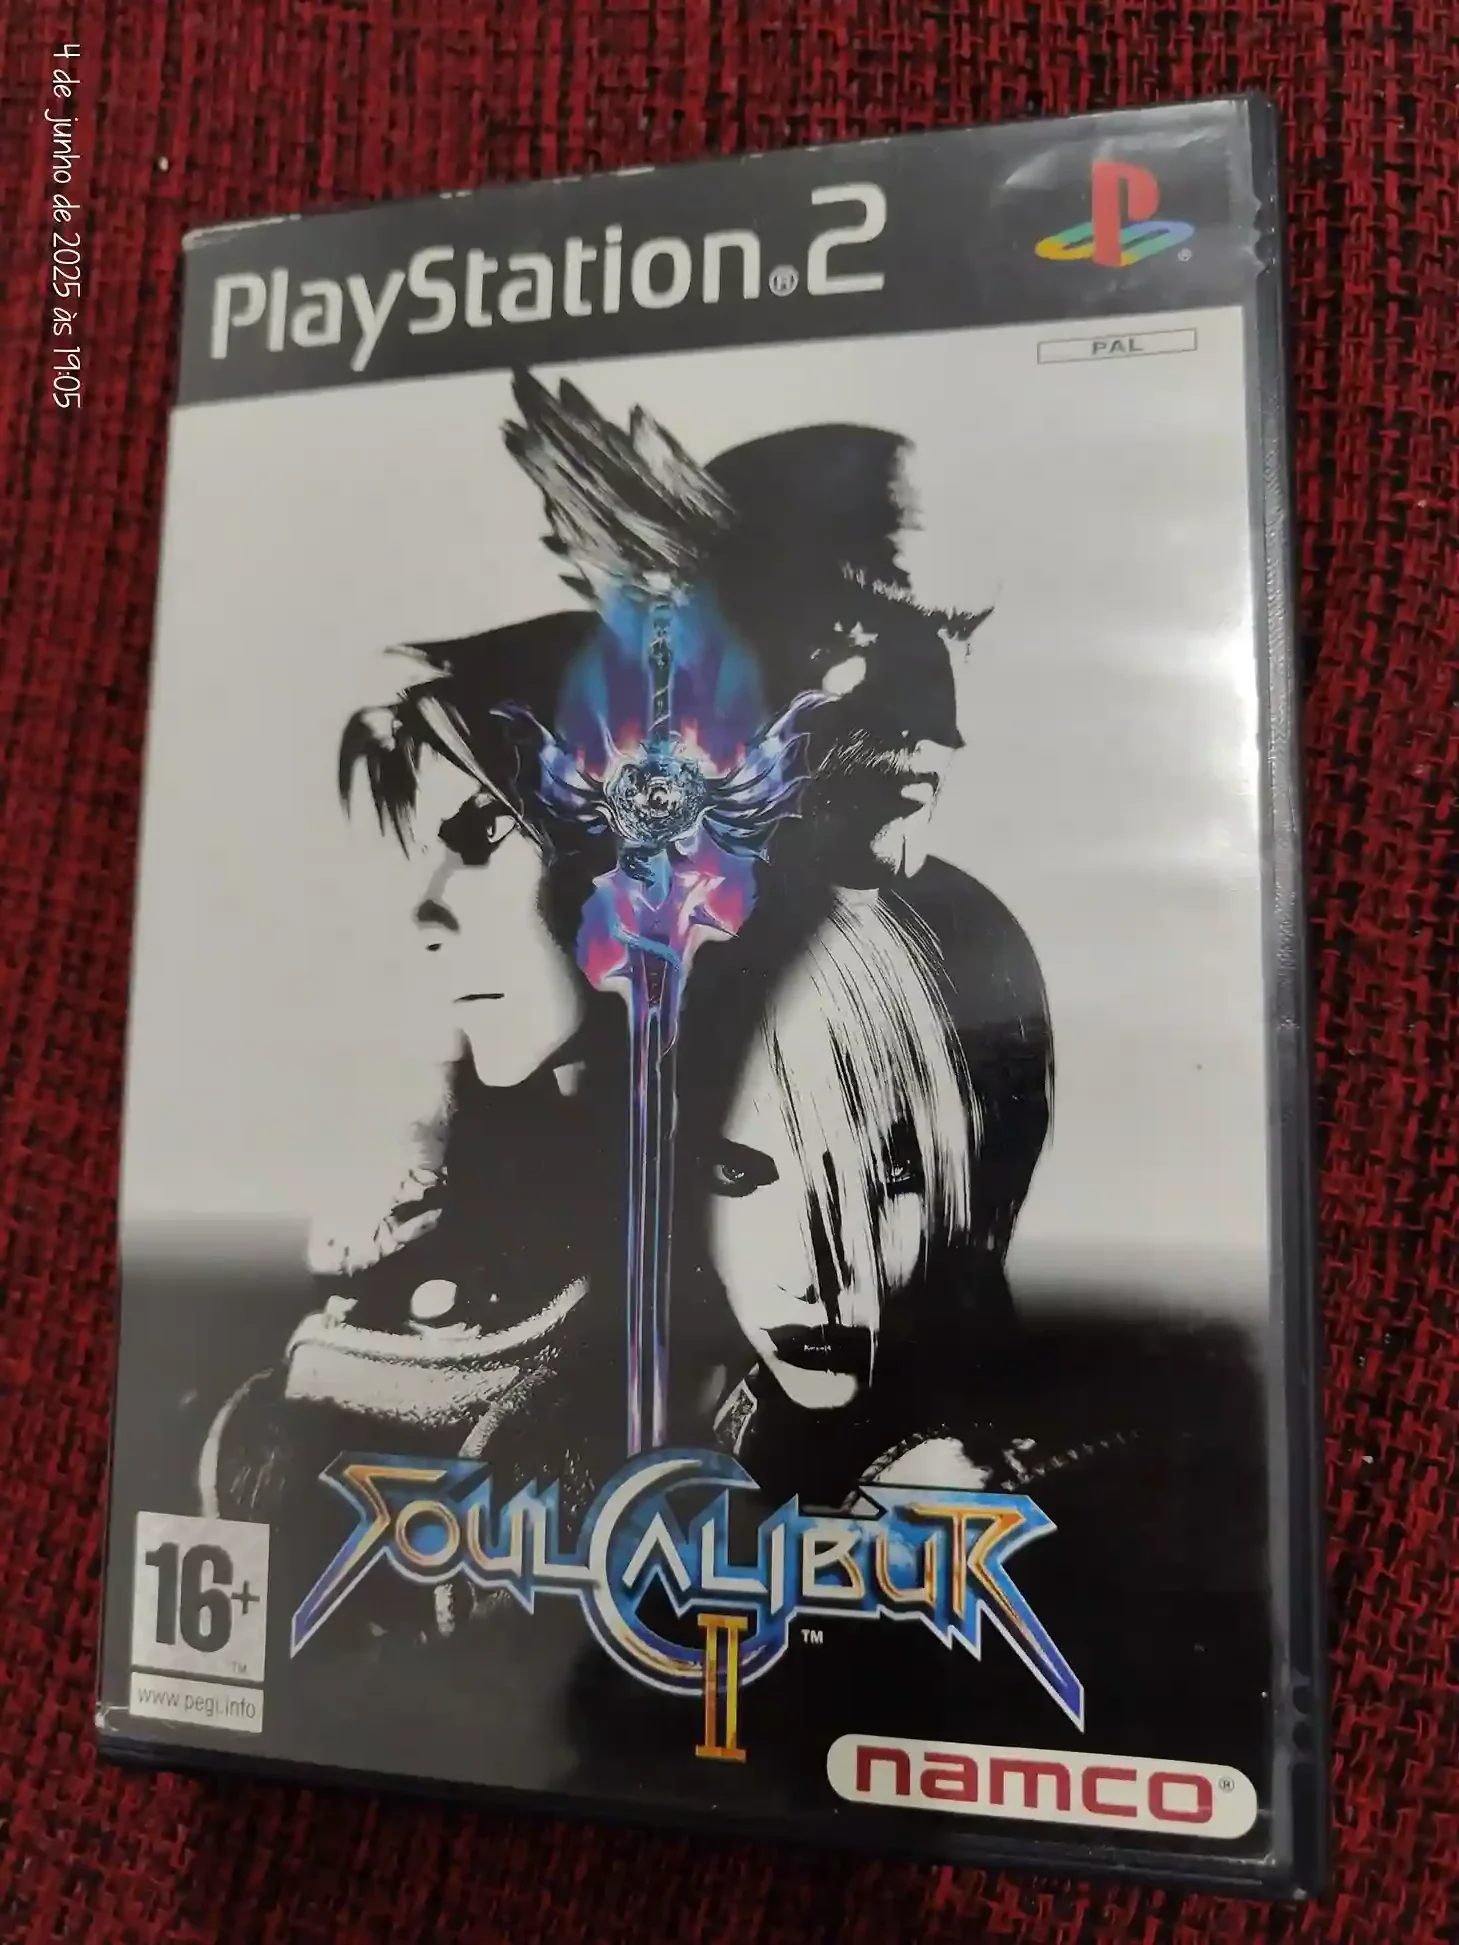 4 de junho de 2025 às 19:05
PlayStation®2
®
PAL
SOULCALIBUR
II
™
16+
™
www.pegi.info
namco®